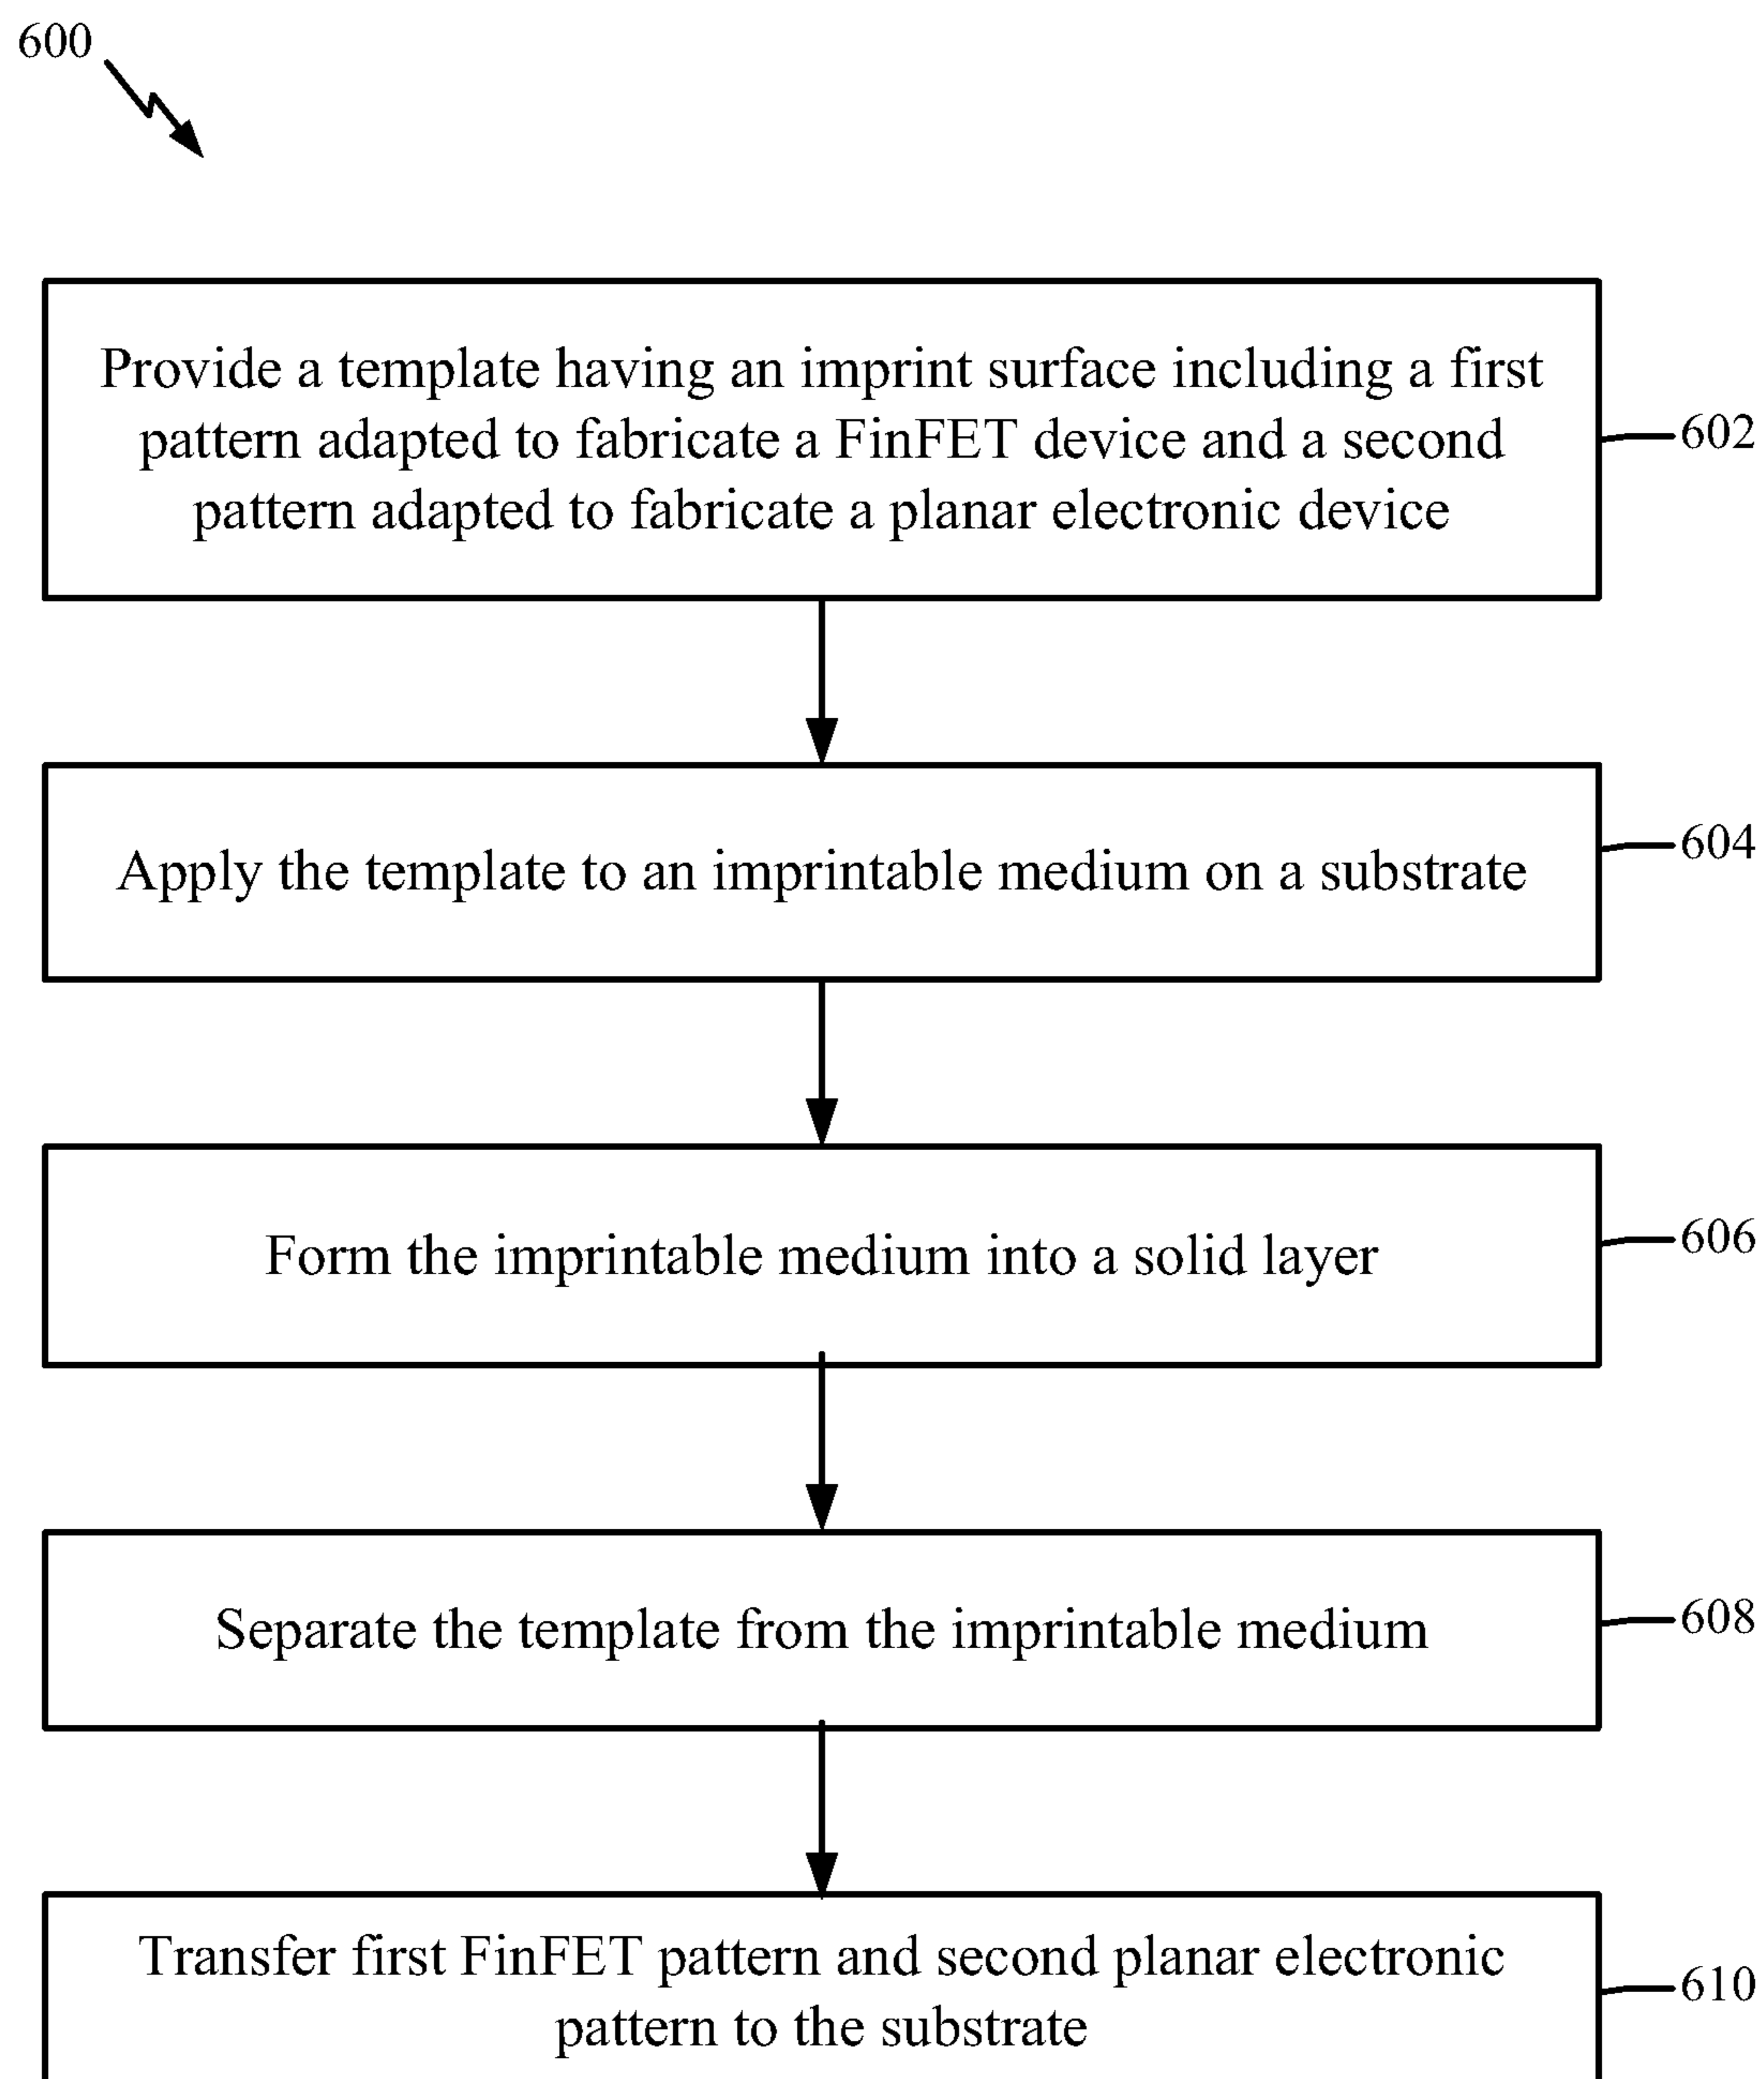 600
Provide a template having an imprint surface including a first
pattern adapted to fabricate a FinFET device and a second
pattern adapted to fabricate a planar electronic device
602
Apply the template to an imprintable medium on a substrate
604
Form the imprintable medium into a solid layer
606
Separate the template from the imprintable medium
608
Transfer first FinFET pattern and second planar electronic
pattern to the substrate
610